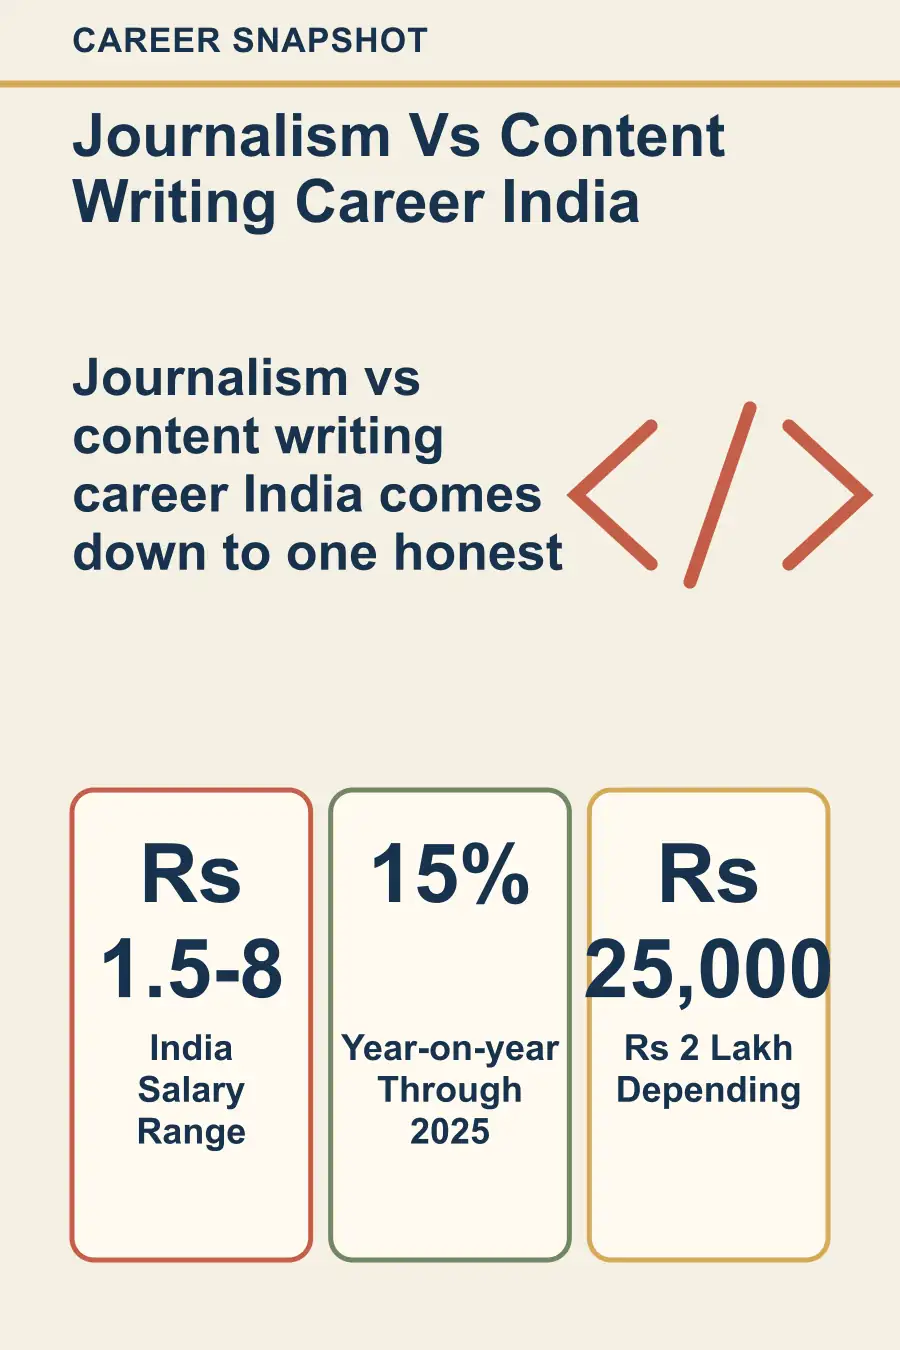 CAREER SNAPSHOT
Journalism Vs Content
Writing Career India
Journalism vs
content writing
career India comes
down to one honest
Rs
1.5-8
India
Salary
Range
15%
Year-on-year
Through
2025
Rs
25,000
Rs 2 Lakh
Depending